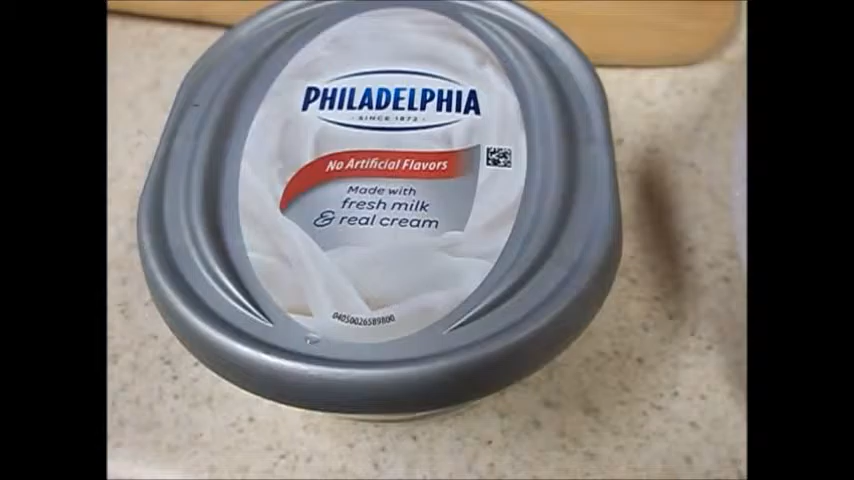 PHILADELPHIA
· SINCE 1872 ·
No Artificial Flavors
Made with
fresh milk
& real cream
04050026589800